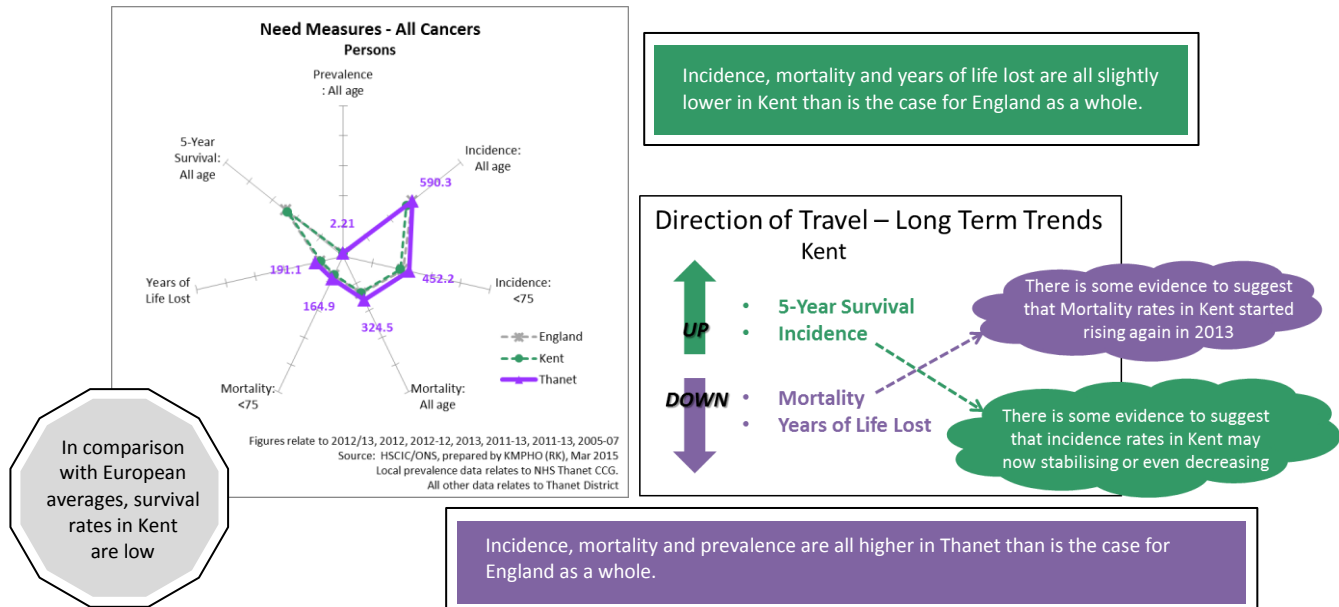 Need Measures - All Cancers
Persons
Prevalence
: All age
5-Year
Survival:
All age
Incidence:
All age
590.3
2.21
Years of
Life Lost
191.1
452.2
Incidence:
<75
164.9
324.5
England
Kent
Thanet
Mortality:
<75
Mortality:
All age
Figures relate to 2012/13, 2012, 2012-12, 2013, 2011-13, 2011-13, 2005-07
Source: HSCIC/ONS, prepared by KMPHO (RK), Mar 2015
Local prevalence data relates to NHS Thanet CCG.
All other data relates to Thanet District
Incidence, mortality and years of life lost are all slightly
lower in Kent than is the case for England as a whole.
Direction of Travel – Long Term Trends
Kent
UP
• 5-Year Survival
• Incidence
DOWN
• Mortality
• Years of Life Lost
There is some evidence to suggest
that Mortality rates in Kent started
rising again in 2013
There is some evidence to suggest
that incidence rates in Kent may
now stabilising or even decreasing
In comparison
with European
averages, survival
rates in Kent
are low
Incidence, mortality and prevalence are all higher in Thanet than is the case for
England as a whole.